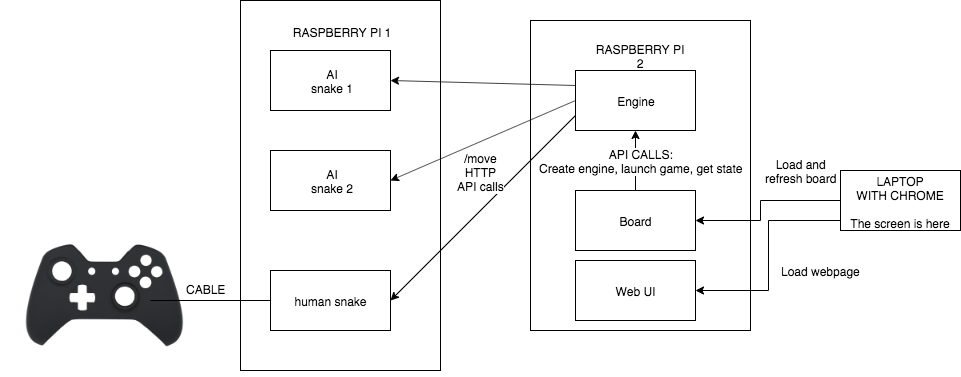 RASPBERRY PI 1
AI
snake 1
AI
snake 2
human snake
CABLE
/move
HTTP
API calls
RASPBERRY PI
2
Engine
API CALLS:
Create engine, launch game, get state
Board
Web UI
Load and
refresh board
LAPTOP
WITH CHROME
The screen is here
Load webpage